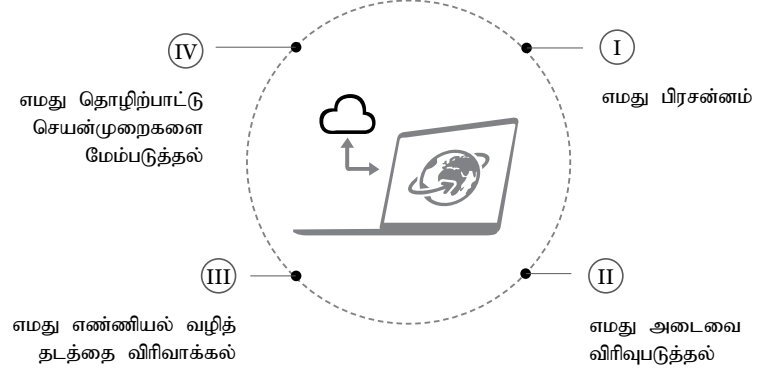 I
எமது பிரசன்னம்
II
எமது அடைவை
விரிவுபடுத்தல்
III
எமது எண்ணியல் வழித்
தடத்தை விரிவாக்கல்
IV
எமது தொழிற்பாட்டு
செயன்முறைகளை
மேம்படுத்தல்